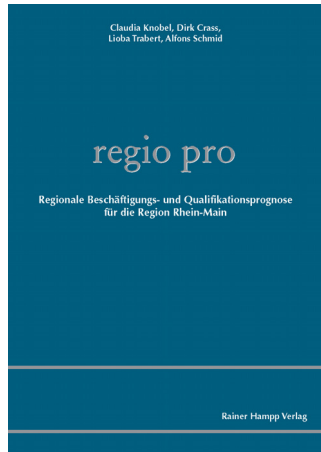 Claudia Knobel, Dirk Crass,
Lioba Trabert, Alfons Schmid
regio pro
Regionale Beschäftigungs- und Qualifikationsprognose
für die Region Rhein-Main
Rainer Hampp Verlag